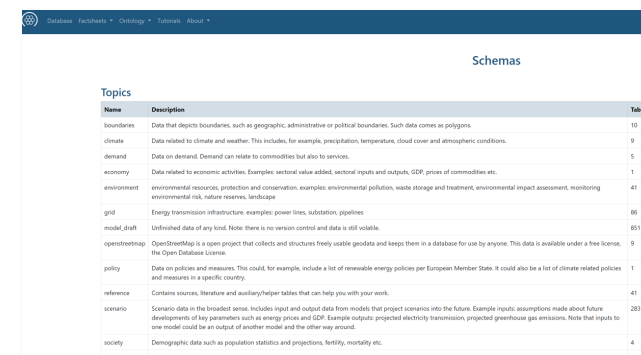 Database Factsheets Ontology Tutorials About
Schemas
Topics
Name Description Tab
boundaries Data that depicts boundaries, such as geographic, administrative or political boundaries. Such data comes as polygons. 10
climate Data related to climate and weather. This includes, for example, precipitation, temperature, cloud cover and atmospheric conditions. 9
demand Data on demand. Demand can relate to commodities but also to services. 5
economy Data related to economic activities. Examples: sectoral value added, sectoral inputs and outputs, GDP, prices of commodities etc. 1
environment environmental resources, protection and conservation. examples: environmental pollution, waste storage and treatment, environmental impact assessment, monitoring 41
environmental risk, nature reserves, landscape
grid Energy transmission infrastructure. examples: power lines, substation, pipelines 86
model_draft Unfinished data of any kind. Note: there is no version control and data is still volatile. 851
openstreetmap OpenStreetMap is a open project that collects and structures freely usable geodata and keeps them in a database for use by anyone. This data is available under a free license, 9
the Open Database License.
policy Data on policies and measures. This could, for example, include a list of renewable energy policies per European Member State. It could also be a list of climate related policies 1
and measures in a specific country.
reference Contains sources, literature and auxiliary/helper tables that can help you with your work. 41
scenario Scenario data in the broadest sense. Includes input and output data from models that project scenarios into the future. Example inputs: assumptions made about future 283
developments of key parameters such as energy prices and GDP. Example outputs: projected electricity transmission, projected greenhouse gas emissions. Note that inputs to
one model could be an output of another model and the other way around.
society Demographic data such as population statistics and projections, fertility, mortality etc. 4